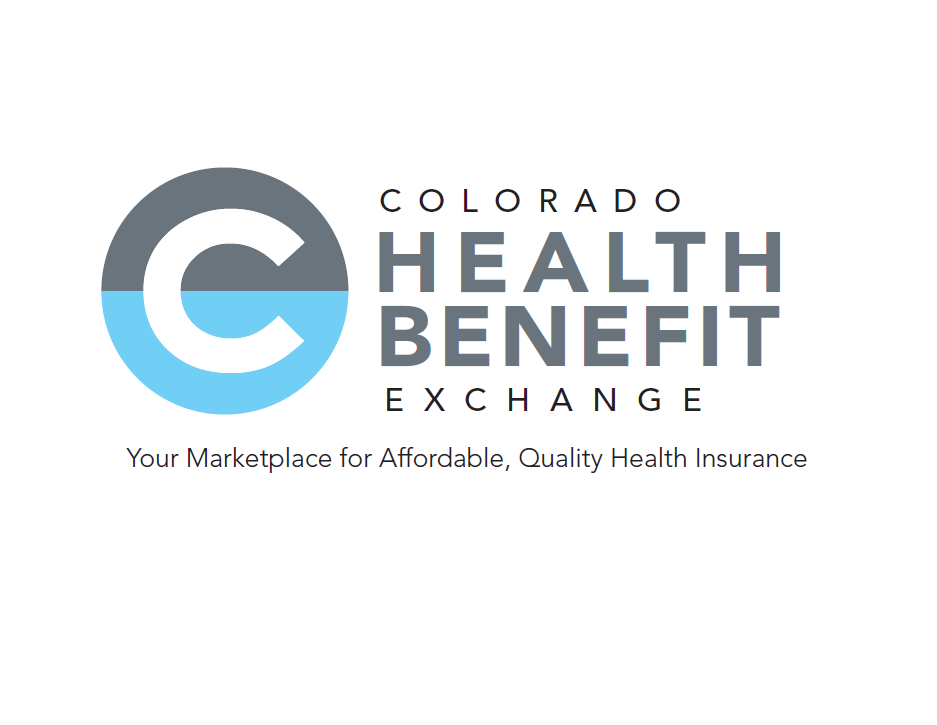 C
COLORADO
HEALTH
BENEFIT
EXCHANGE
Your Marketplace for Affordable, Quality Health Insurance